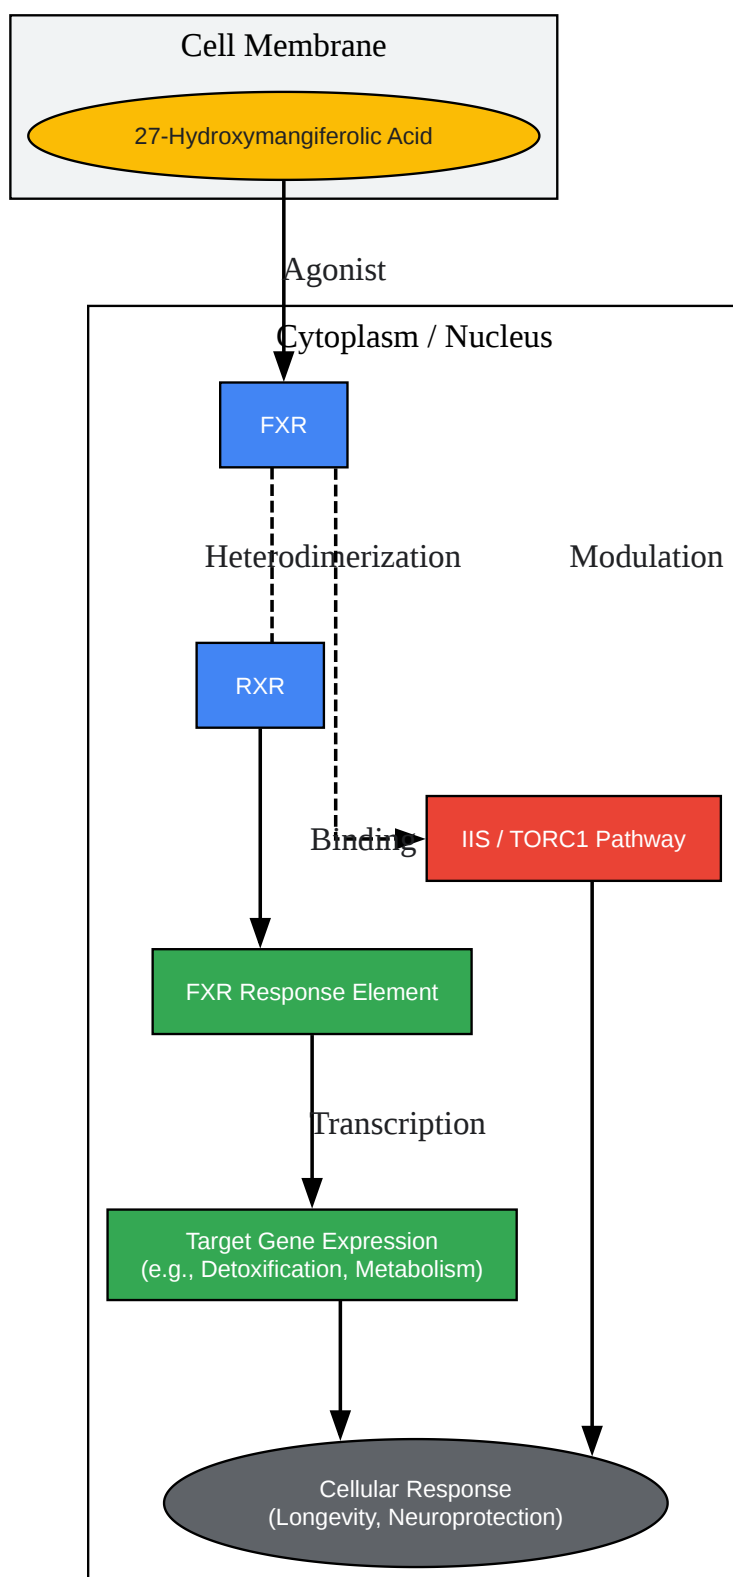 Cell Membrane
27-Hydroxymangiferolic Acid
Agonist
Cytoplasm / Nucleus
FXR
Heterodimerization
Modulation
RXR
Binding
IIS / TORC1 Pathway
FXR Response Element
Transcription
Target Gene Expression
(e.g., Detoxification, Metabolism)
Cellular Response
(Longevity, Neuroprotection)